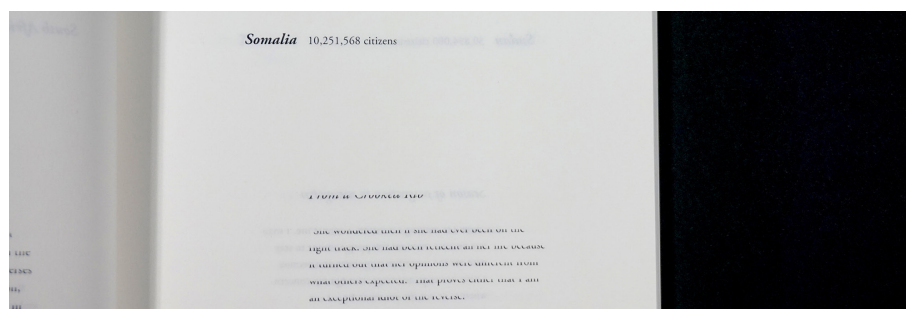 Somalia 10,251,568 citizens
From a Crooked Rib
She wondered then if she had ever been on the
right track. She had been reticent all her life because
it turned out that her opinions were different from
what others expected. "That proves either that I am
an exceptional idiot or the reverse."